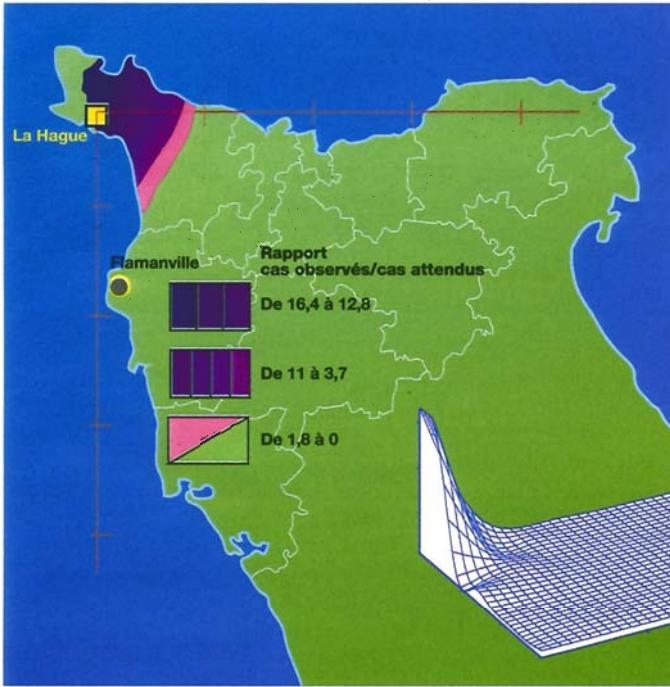 La Hague
Flamanville
Rapport
cas observés/cas attendus
De 16,4 à 12,8
De 11 à 3,7
De 1,8 à 0